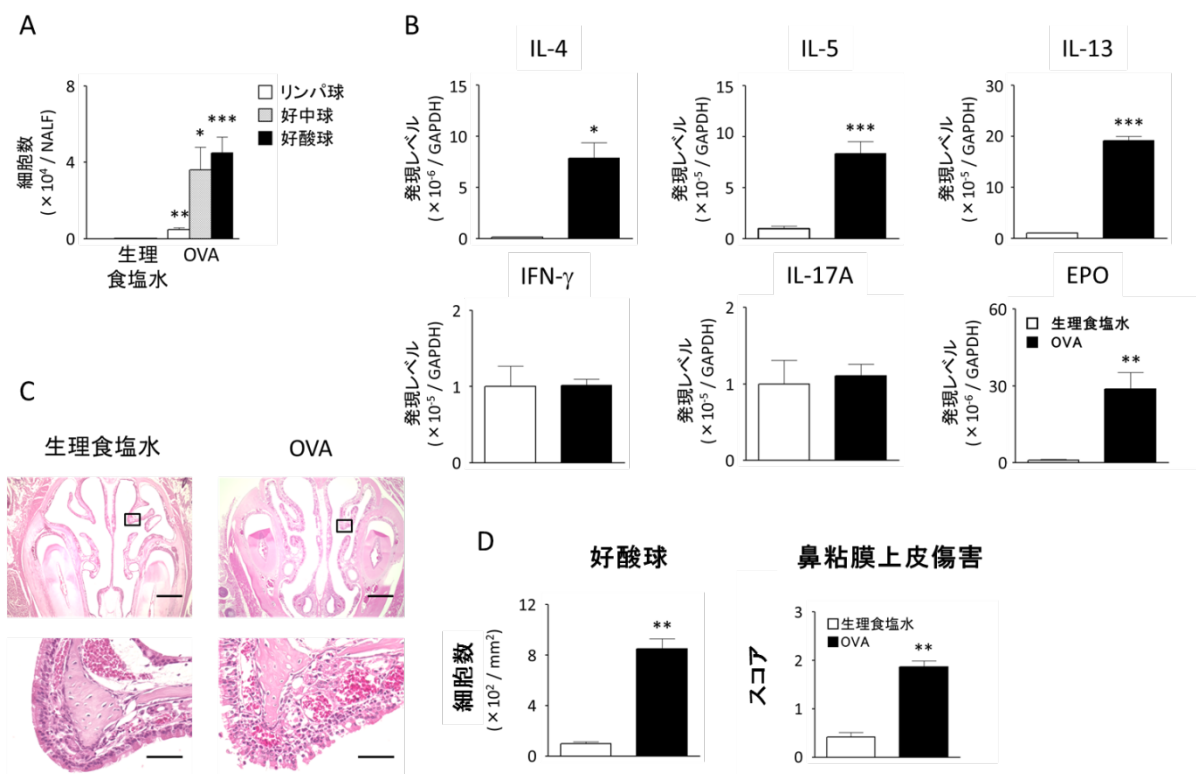 A
8
4
0
細胞数
(×10⁴ / NALF)
リンパ球
好中球
好酸球
**
*
***
生理
食塩水
OVA
B
IL-4
15
10
5
0
発現レベル
(×10⁻⁶ / GAPDH)
*
IL-5
15
10
5
0
発現レベル
(×10⁻⁵ / GAPDH)
***
IL-13
30
20
10
0
発現レベル
(×10⁻⁵ / GAPDH)
***
IFN-γ
2
1
0
発現レベル
(×10⁻⁵ / GAPDH)
IL-17A
2
1
0
発現レベル
(×10⁻⁵ / GAPDH)
EPO
60
30
0
発現レベル
(×10⁻⁶ / GAPDH)
生理食塩水
OVA
**
C
生理食塩水
OVA
D
好酸球
12
8
4
0
細胞数
(×10² / mm²)
**
鼻粘膜上皮傷害
3
2
1
0
スコア
生理食塩水
OVA
**